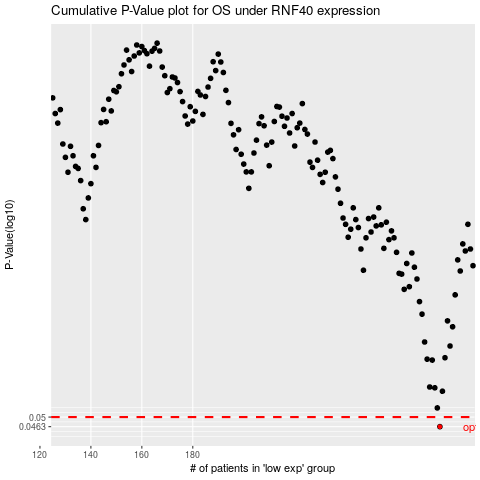 Cumulative P-Value plot for OS under RNF40 expression
P-Value(log10)
0.05
0.0463
op
120 140 160 180
# of patients in 'low exp' group